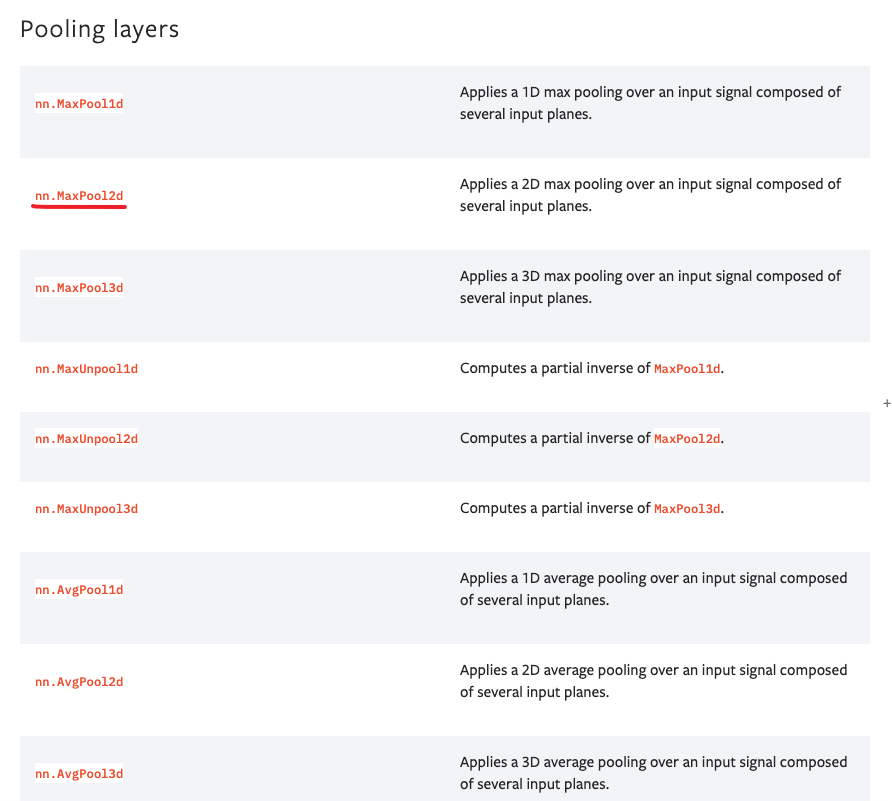 Pooling layers
nn.MaxPool1d
Applies a 1D max pooling over an input signal composed of
several input planes.
nn.MaxPool2d
Applies a 2D max pooling over an input signal composed of
several input planes.
nn.MaxPool3d
Applies a 3D max pooling over an input signal composed of
several input planes.
nn.MaxUnpool1d
Computes a partial inverse of MaxPool1d.
nn.MaxUnpool2d
Computes a partial inverse of MaxPool2d.
nn.MaxUnpool3d
Computes a partial inverse of MaxPool3d.
nn.AvgPool1d
Applies a 1D average pooling over an input signal composed
of several input planes.
nn.AvgPool2d
Applies a 2D average pooling over an input signal composed
of several input planes.
nn.AvgPool3d
Applies a 3D average pooling over an input signal composed
of several input planes.
+